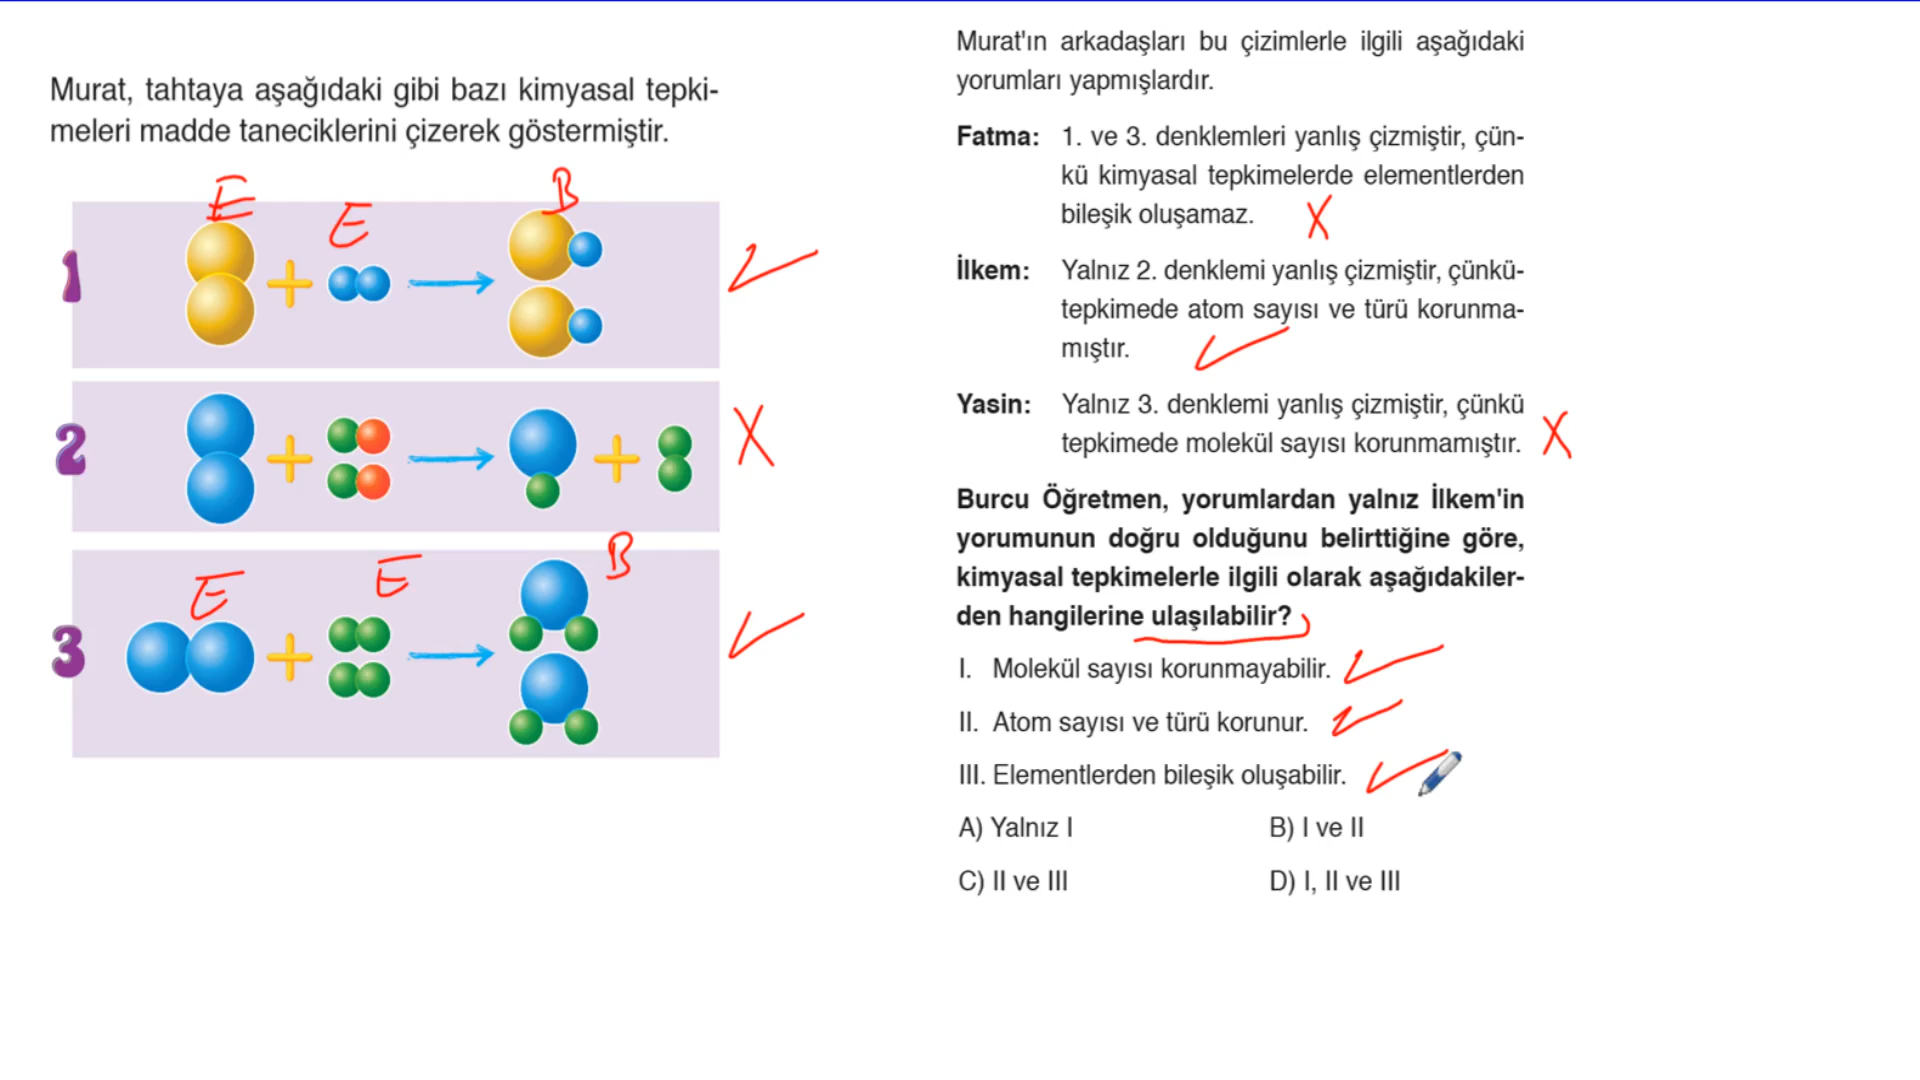 Murat, tahtaya aşağıdaki gibi bazı kimyasal tepki-
meleri madde taneciklerini çizerek göstermiştir.
E
E
B
1
2
E
E
B
3
Murat'ın arkadaşları bu çizimlerle ilgili aşağıdaki
yorumları yapmışlardır.
Fatma: 1. ve 3. denklemleri yanlış çizmiştir, çün-
kü kimyasal tepkimelerde elementlerden
bileşik oluşamaz.
İlkem: Yalnız 2. denklemi yanlış çizmiştir, çünkü-
tepkimede atom sayısı ve türü korunma-
mıştır.
Yasin: Yalnız 3. denklemi yanlış çizmiştir, çünkü
tepkimede molekül sayısı korunmamıştır.
Burcu Öğretmen, yorumlardan yalnız İlkem'in
yorumunun doğru olduğunu belirttiğine göre,
kimyasal tepkimelerle ilgili olarak aşağıdakiler-
den hangilerine ulaşılabilir?
I. Molekül sayısı korunmayabilir.
II. Atom sayısı ve türü korunur.
III. Elementlerden bileşik oluşabilir.
A) Yalnız I B) I ve II
C) II ve III D) I, II ve III